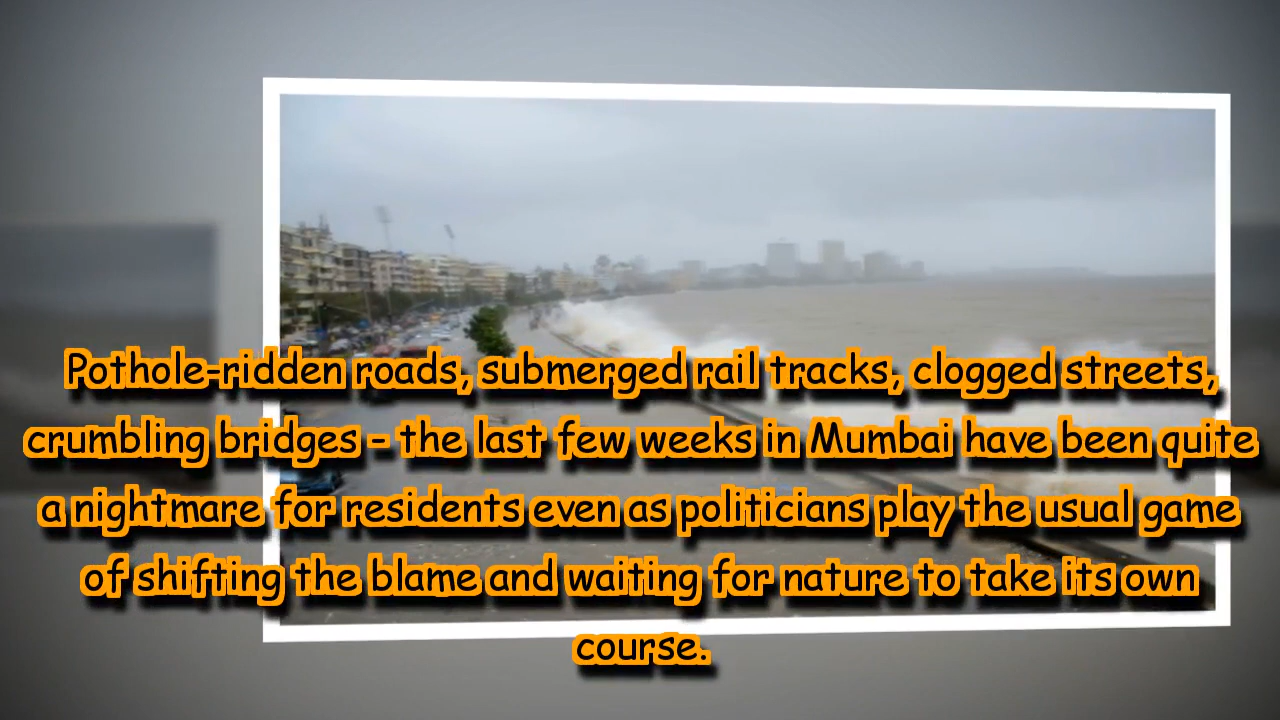 Pothole-ridden roads, submerged rail tracks, clogged streets,
crumbling bridges – the last few weeks in Mumbai have been quite
a nightmare for residents even as politicians play the usual game
of shifting the blame and waiting for nature to take its own
course.